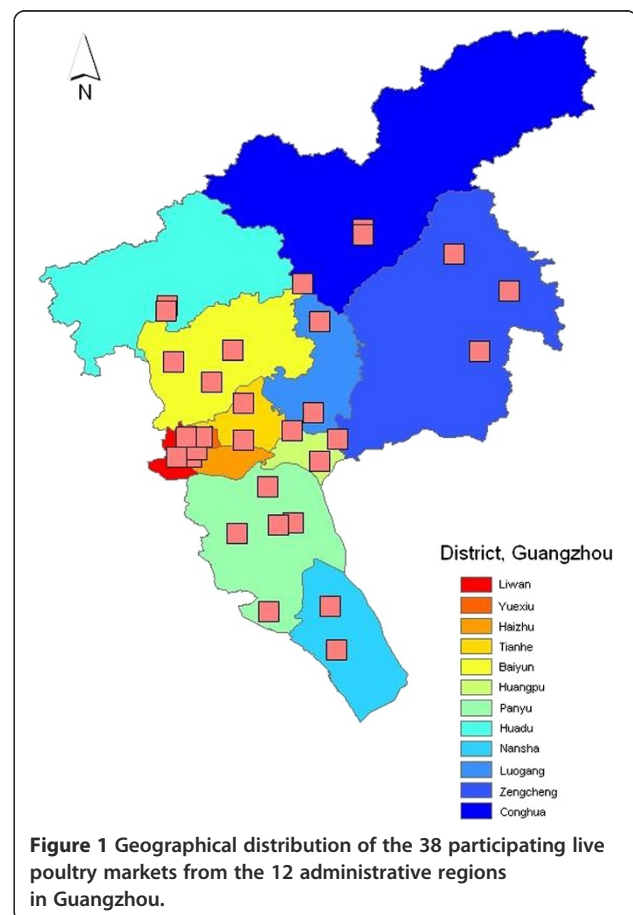 N
District, Guangzhou
Liwan
Yuexiu
Haizhu
Tianhe
Baiyun
Huangpu
Panyu
Huadu
Nansha
Luogang
Zengcheng
Conghua
Figure 1 Geographical distribution of the 38 participating live
poultry markets from the 12 administrative regions
in Guangzhou.